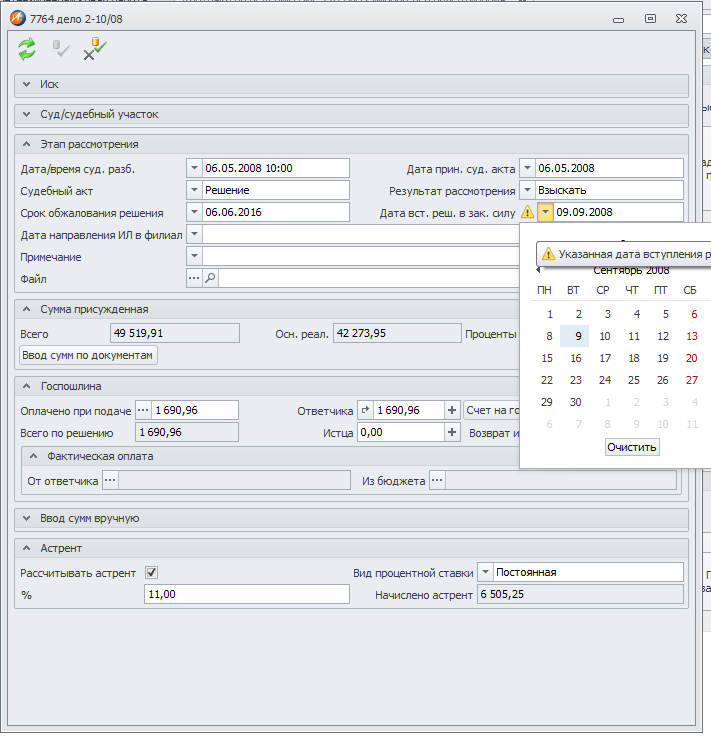 7764 дело 2-10/08
Иск
Суд/судебный участок
Этап рассмотрения
Дата/время суд. разб. 06.05.2008 10:00 Дата прин. суд. акта 06.05.2008
Судебный акт Решение Результат рассмотрения Взыскать
Срок обжалования решения 06.06.2016 Дата вст. реш. в зак. силу 09.09.2008
Дата направления ИЛ в филиал
Примечание Указанная дата вступления р
Файл Сентябрь 2008
ПН ВТ СР ЧТ ПТ СБ
1 2 3 4 5 6
8 9 10 11 12 13
15 16 17 18 19 20
22 23 24 25 26 27
29 30 1 2 3 4
6 7 8 9 10 11
Очистить
Сумма присужденная
Всего 49 519,91 Осн. реал. 42 273,95 Проценты
Ввод сумм по документам
Госпошлина
Оплачено при подаче 1 690,96 Ответчика 1 690,96 Счет на го
Всего по решению 1 690,96 Истца 0,00 Возврат и
Фактическая оплата
От ответчика Из бюджета
Ввод сумм вручную
Астрент
Рассчитывать астрент Вид процентной ставки Постоянная
% 11,00 Начислено астрент 6 505,25